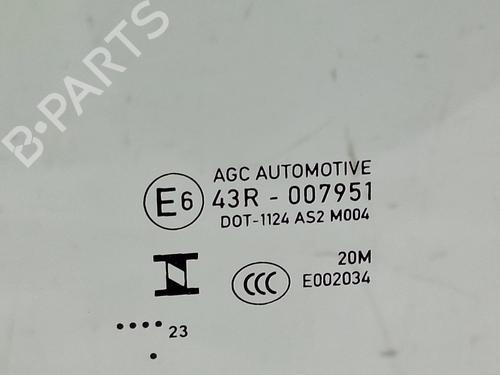 B-PARTS
AGC AUTOMOTIVE
E6 43R - 007951
DOT-1124 AS2 M004
20M
CCC E002034
.... 23
.